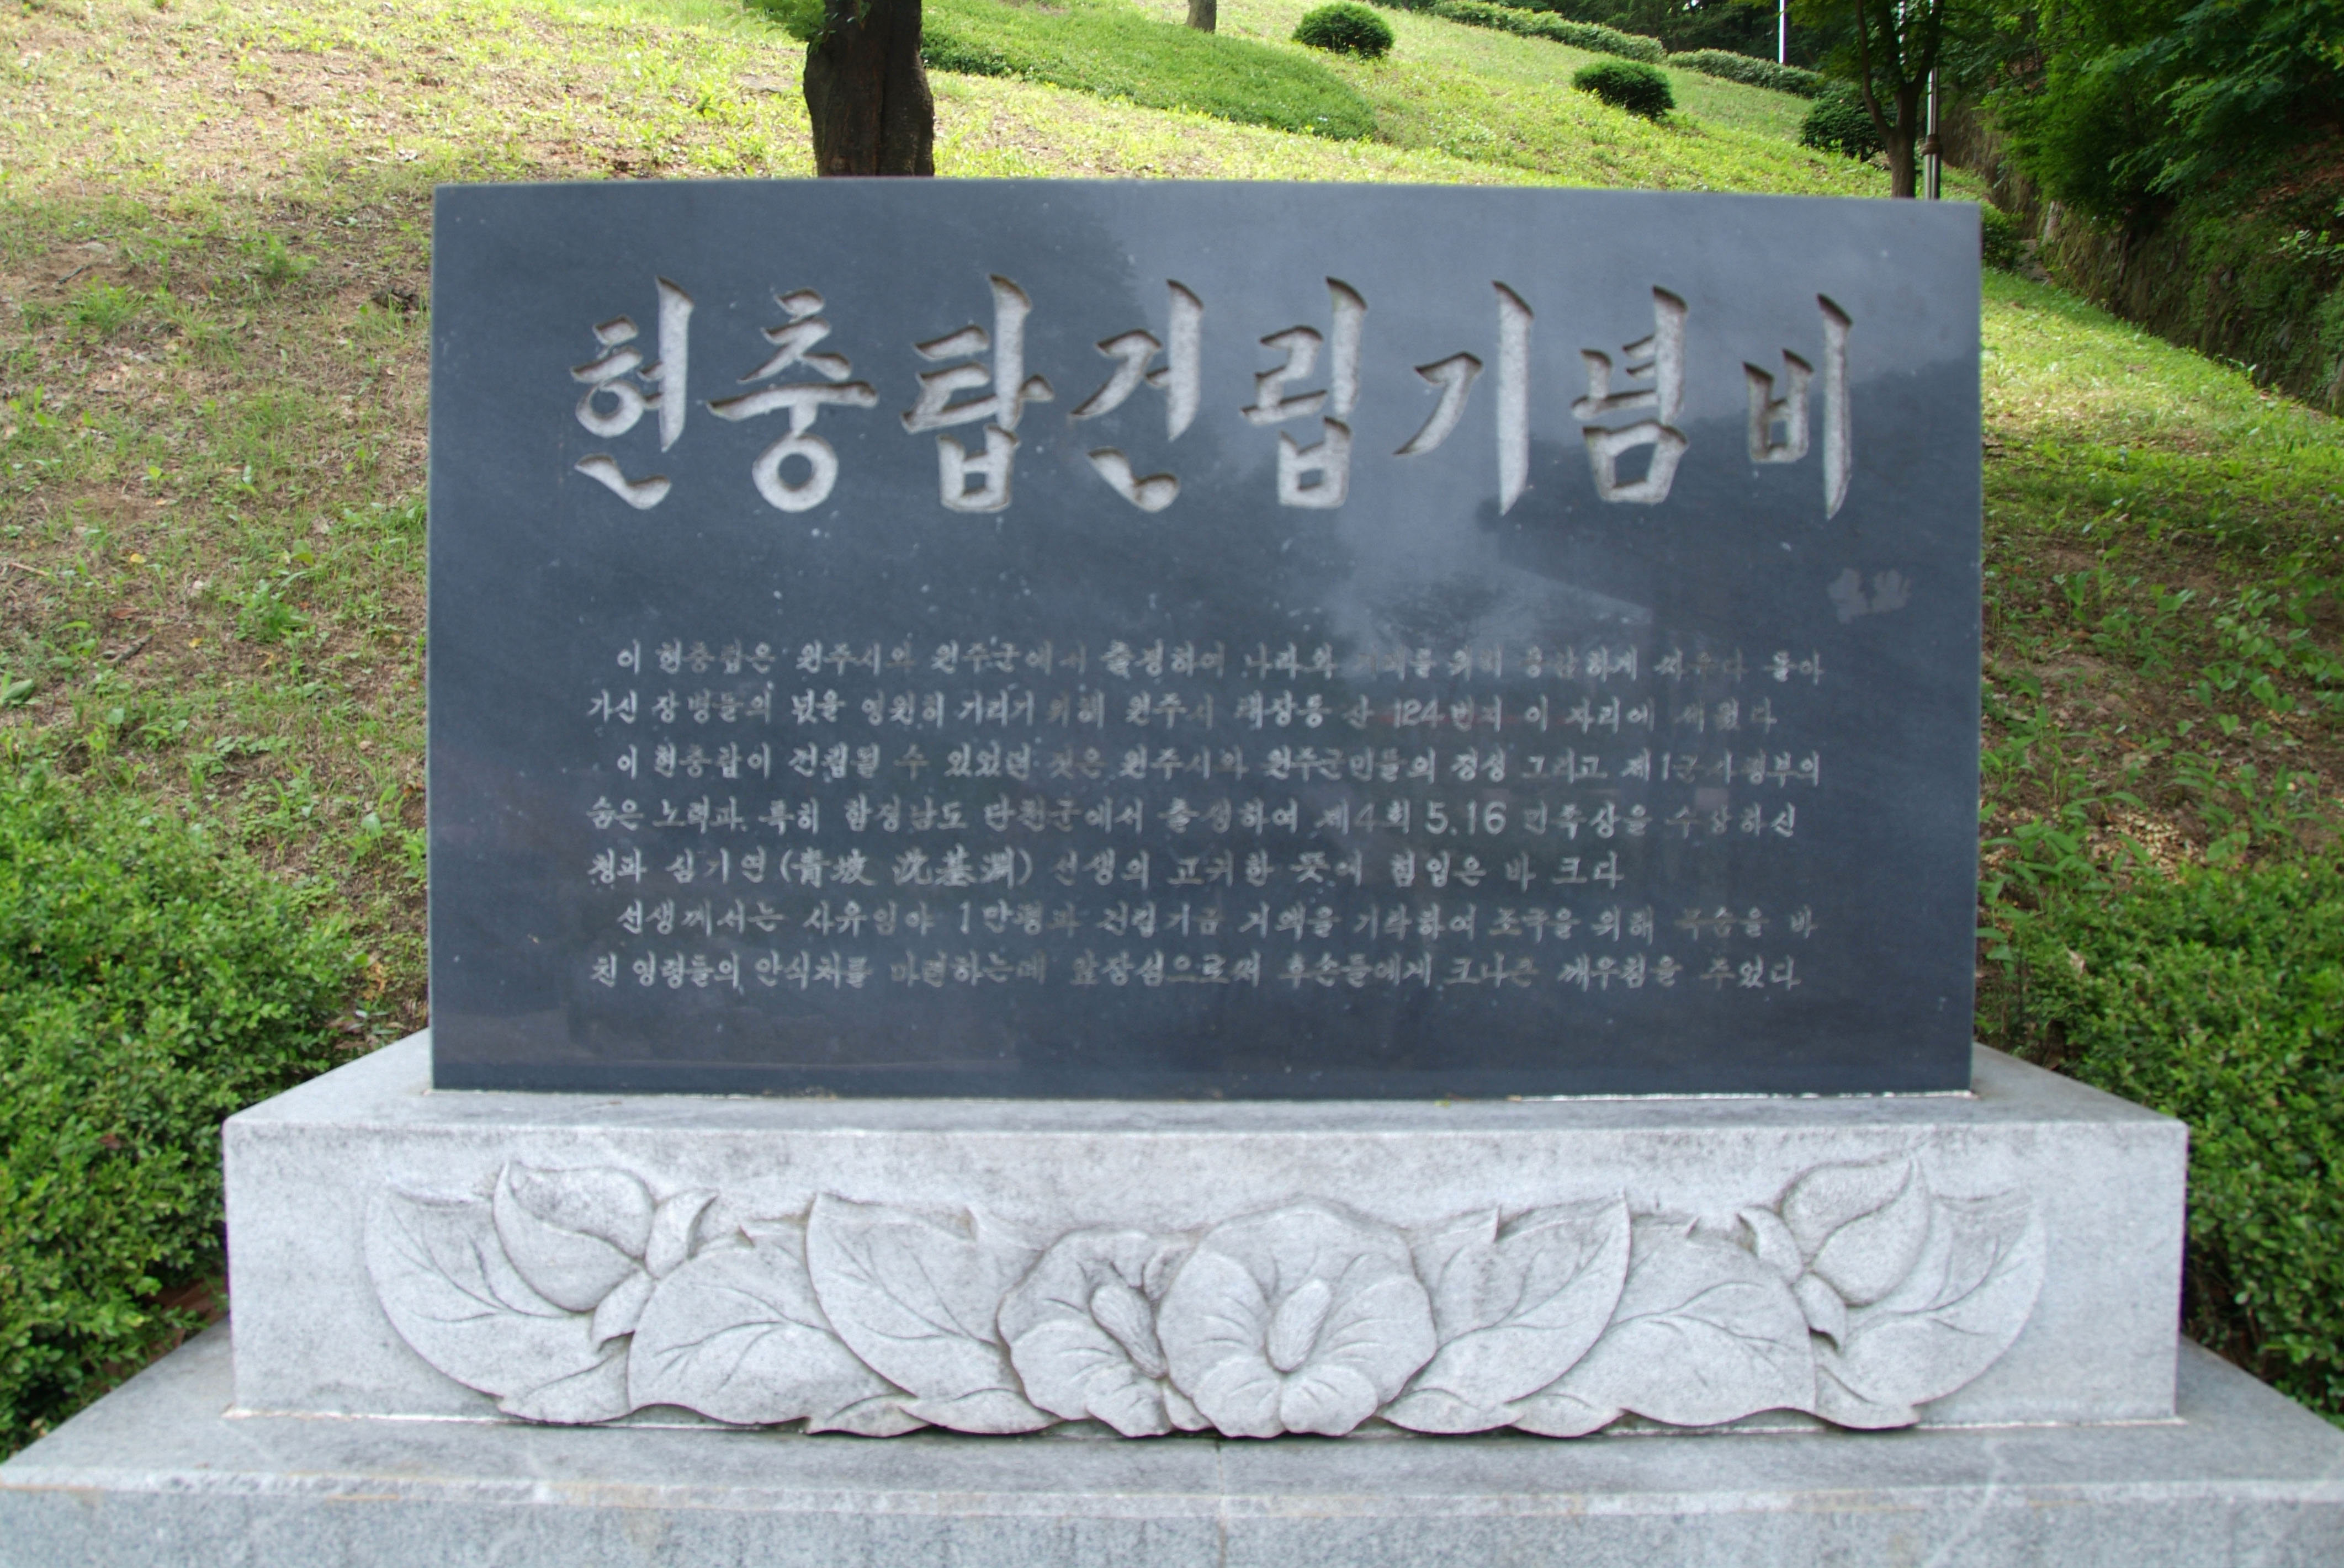 현충탑건립기념비
이 현충탑은 원주시와 원주군에서 출정하여 나라와 겨레를 위해 용감하게 싸우다 돌아
가신 장병들의 넋을 영원히 기리기 위해 원주시 태장동 산 124번지 이 자리에 세웠다
이 현충탑이 건립될 수 있었던 것은 원주시와 원주군민들의 정성 그리고 제1군사령부의
숨은 노력과 특히 함경남도 단천군에서 출생하여 제4회 5.16 민족상을 수상하신
청파 심기연(青坡 沈基淵) 선생의 고귀한 뜻에 힘입은 바 크다
선생께서는 사유임야 1만평과 건립기금 거액을 기탁하여 조국을 위해 목숨을 바
친 영령들의 안식처를 마련하는데 앞장섬으로써 후손들에게 크나큰 깨우침을 주었다